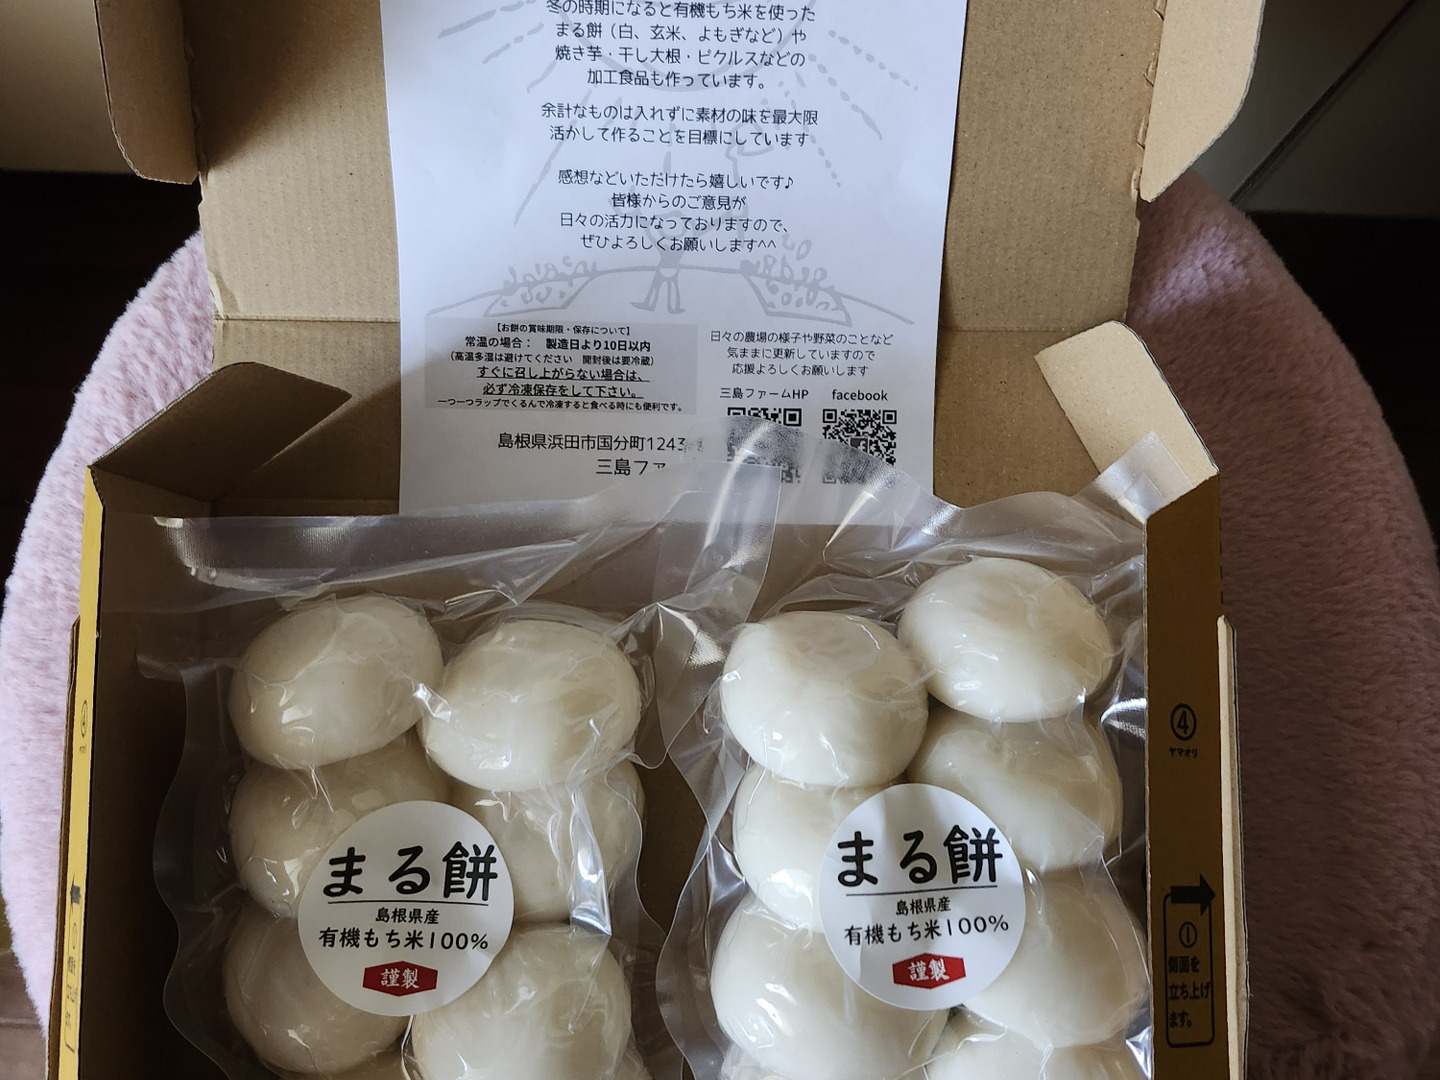 冬の時期になると有機もち米を使った
まる餅（白、玄米、よもぎなど）や
焼き芋・干し大根・ピクルスなどの
加工食品も作っています。
余計なものは入れずに素材の味を最大限
活かして作ることを目標にしています
感想などいただけたら嬉しいです♪
皆様からのご意見が
日々の活力になっておりますので、
ぜひよろしくお願いします^^
【お餅の賞味期限・保存について】
常温の場合： 製造日より10日以内
（高温多湿は避けてください 開封後は要冷蔵）
すぐに召し上がらない場合は、
必ず冷凍保存をして下さい。
一つ一つラップでくるんで冷凍すると食べる時にも便利です。
日々の農場の様子や野菜のことなど
気ままに更新していますので
応援よろしくお願いします
三島ファームHP facebook
島根県浜田市国分町1243
三島ファ
まる餅
島根県産
有機もち米100%
謹製
まる餅
島根県産
有機もち米100%
謹製
④
ヤマオリ
①
側面を
立ち上げ
ます。